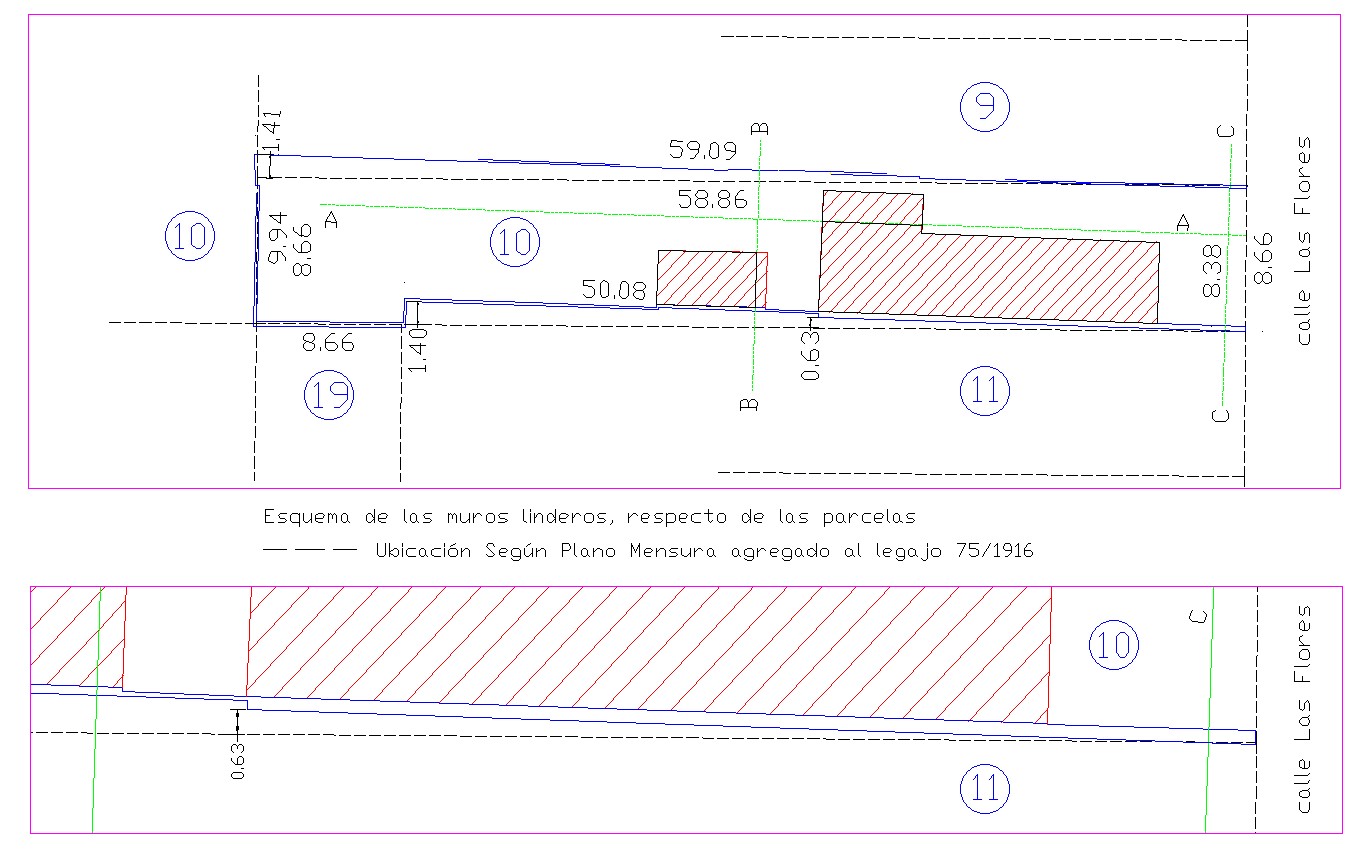 9
B
C
1.41
59.09
58.86
A
A
10
9.94
8.66
10
8.38
8.66
calle Las Flores
50.08
8.66
1.40
0.63
19
11
B
C
Esquema de las muros linderos, respecto de las parcelas
Ubicación Según Plano Mensura agregado al legajo 75/1916
10
C
calle Las Flores
0.63
11